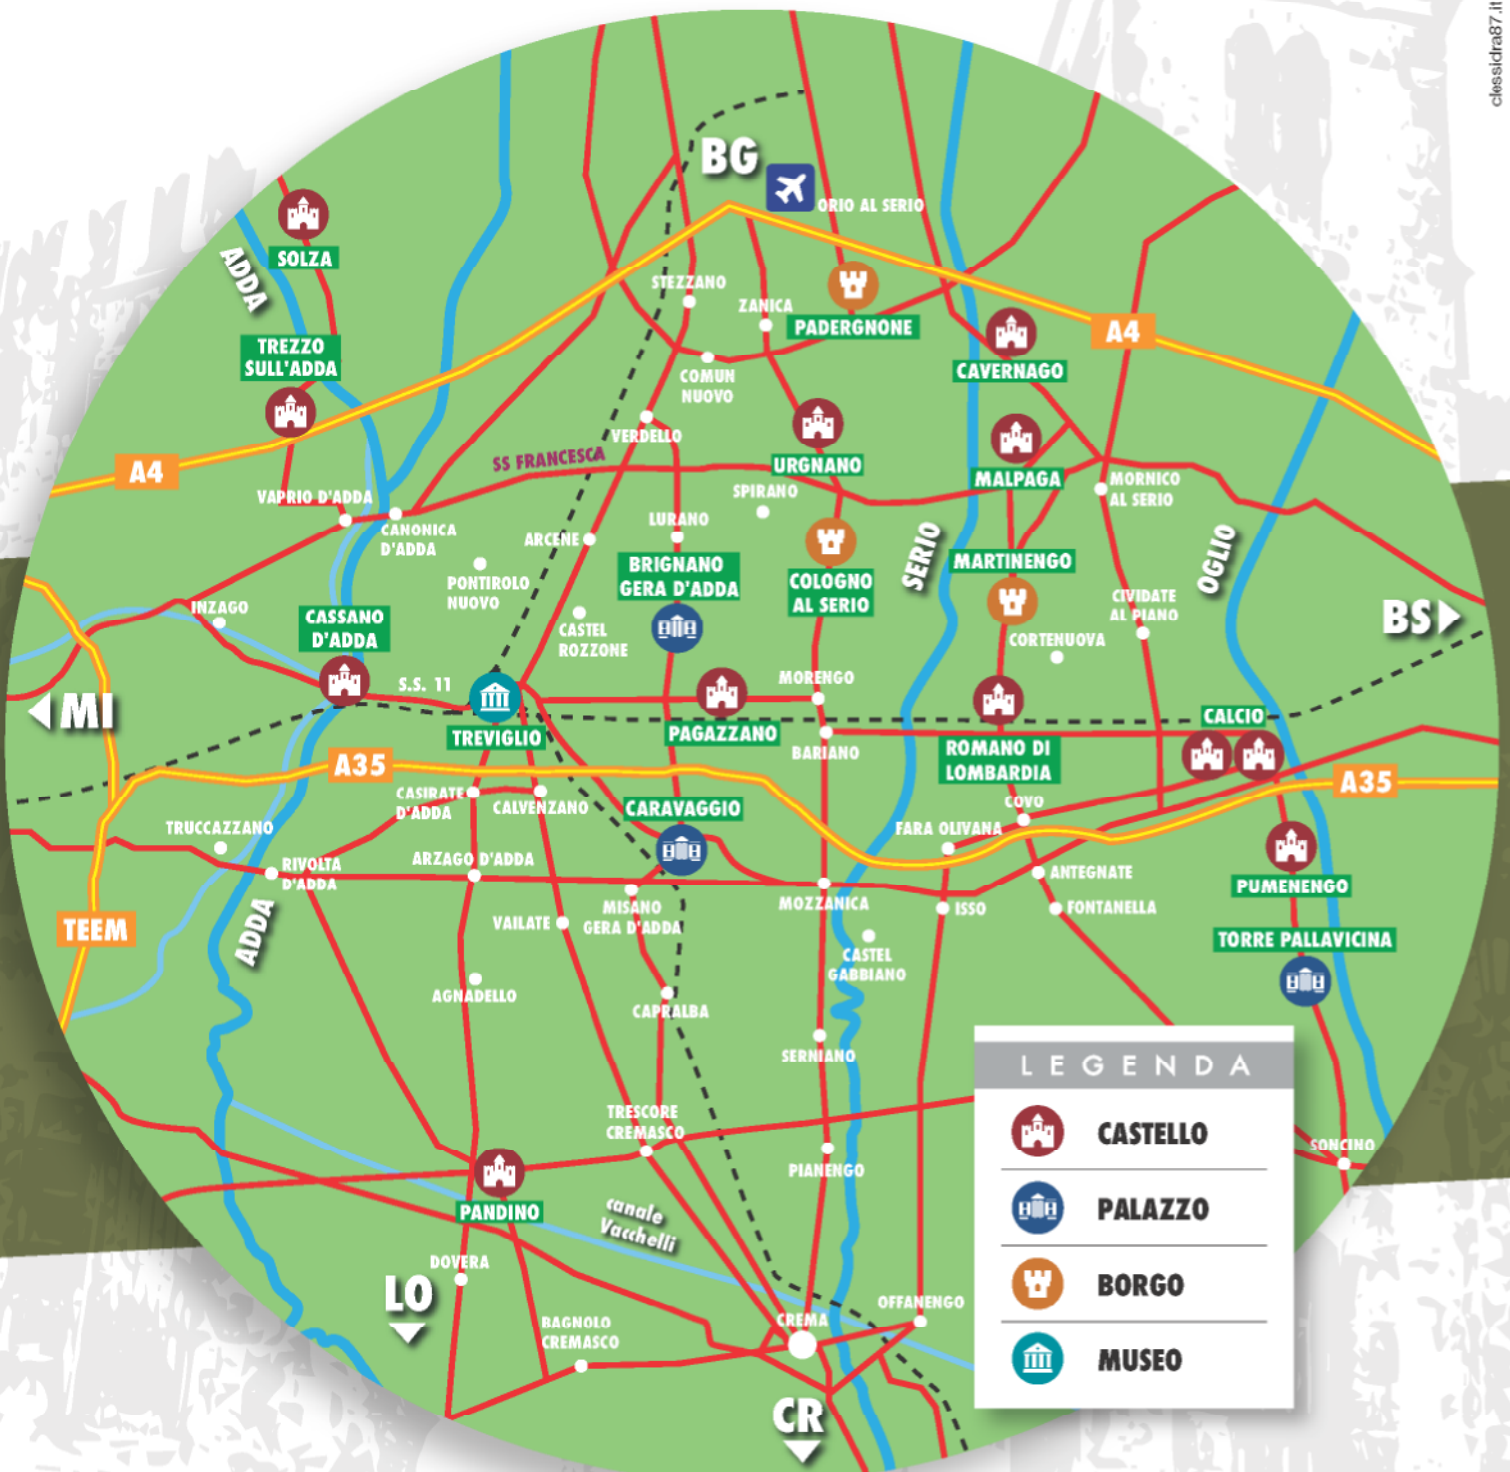 clessidra87.it
BG
ORIO AL SERIO
SOLZA
ADDA
STEZZANO
ZANICA
PADERGNONE
A4
TREZZO
SULL'ADDA
CAVERNAGO
COMUN
NUOVO
VERDELLO
SS FRANCESCA
URGNANO
A4
MALPAGA
MORNICO
AL SERIO
VAPRIO D'ADDA
SPIRANO
CANONICA
D'ADDA
LURANO
ARCENE
SERIO
OGLIO
BRIGNANO
GERA D'ADDA
MARTINENGO
COLOGNO
AL SERIO
PONTIROLO
NUOVO
INZAGO
CASSANO
D'ADDA
CIVIDATE
AL PIANO
BS
CASTEL
ROZZONE
CORTENUOVA
S.S. 11
MORENGO
MI
CALCIO
TREVIGLIO
PAGAZZANO
BARIANO
ROMANO DI
LOMBARDIA
A35
A35
CASIRATE
D'ADDA
CALVENZANO
CARAVAGGIO
COVO
TRUCCAZZANO
FARA OLIVANA
RIVOLTA
D'ADDA
ARZAGO D'ADDA
ANTEGNATE
PUMENENGO
MISANO
GERA D'ADDA
MOZZANICA
ISSO
FONTANELLA
TEEM
ADDA
VAILATE
TORRE PALLAVICINA
CASTEL
GABBIANO
AGNADELLO
CAPRALBA
SERNIANO
LEGENDA
CASTELLO
PALAZZO
BORGO
MUSEO
TRESCORE
CREMASCO
SONCINO
PIANENGO
PANDINO
canale
Vacchelli
DOVERA
LO
OFFANENGO
BAGNOLO
CREMASCO
CREMA
CR